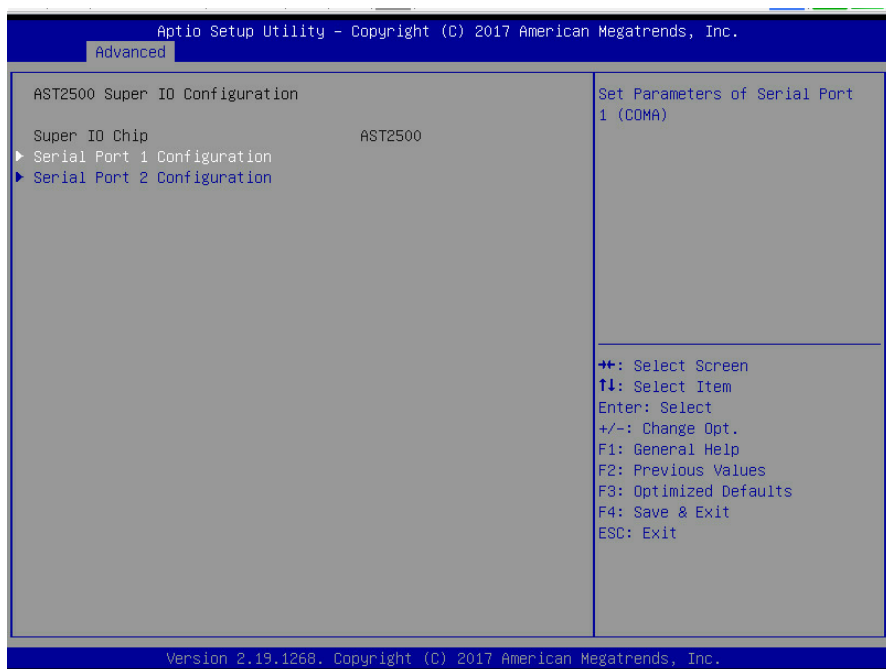 Aptio Setup Utility – Copyright (C) 2017 American Megatrends, Inc.
Advanced
AST2500 Super IO Configuration
Super IO Chip AST2500
Serial Port 1 Configuration
Serial Port 2 Configuration
Set Parameters of Serial Port
1 (COMA)
→←: Select Screen
↑↓: Select Item
Enter: Select
+/-: Change Opt.
F1: General Help
F2: Previous Values
F3: Optimized Defaults
F4: Save & Exit
ESC: Exit
Version 2.19.1268. Copyright (C) 2017 American Megatrends, Inc.